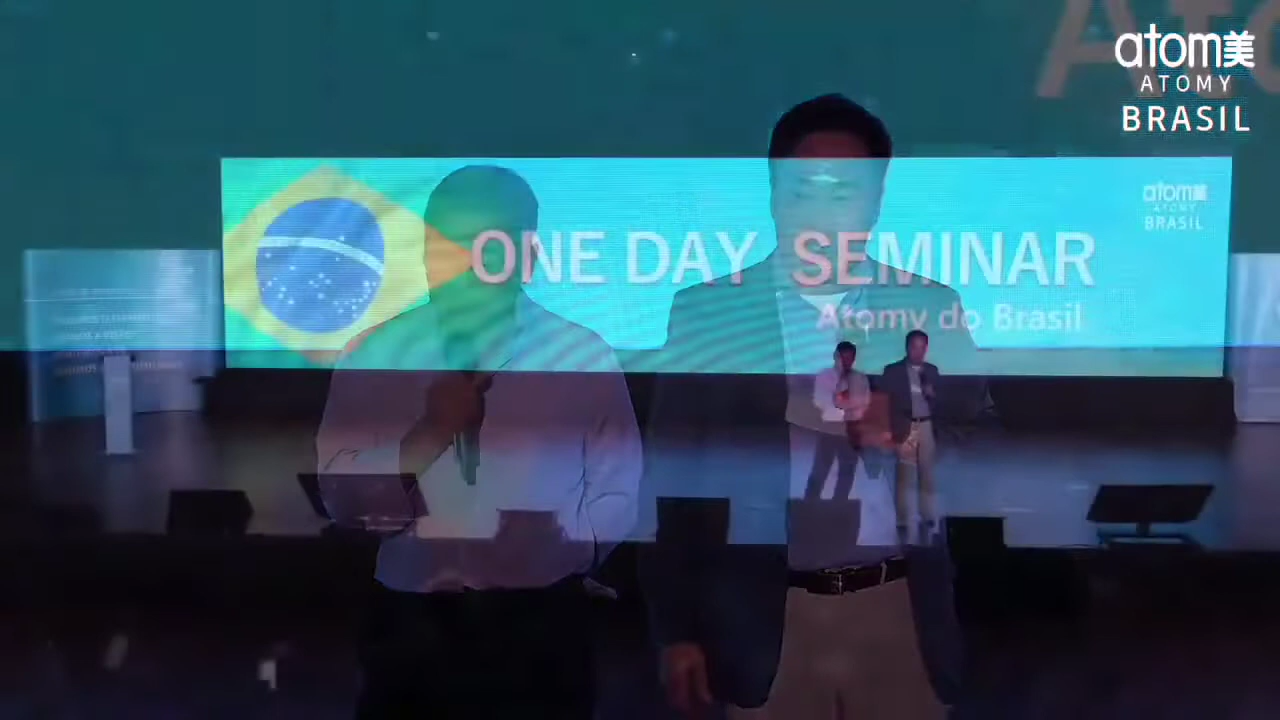 atom美
ATOMY
BRASIL
atom美
ATOMY
BRASIL
ONE DAY SEMINAR
Atomy do Brasil
Ato